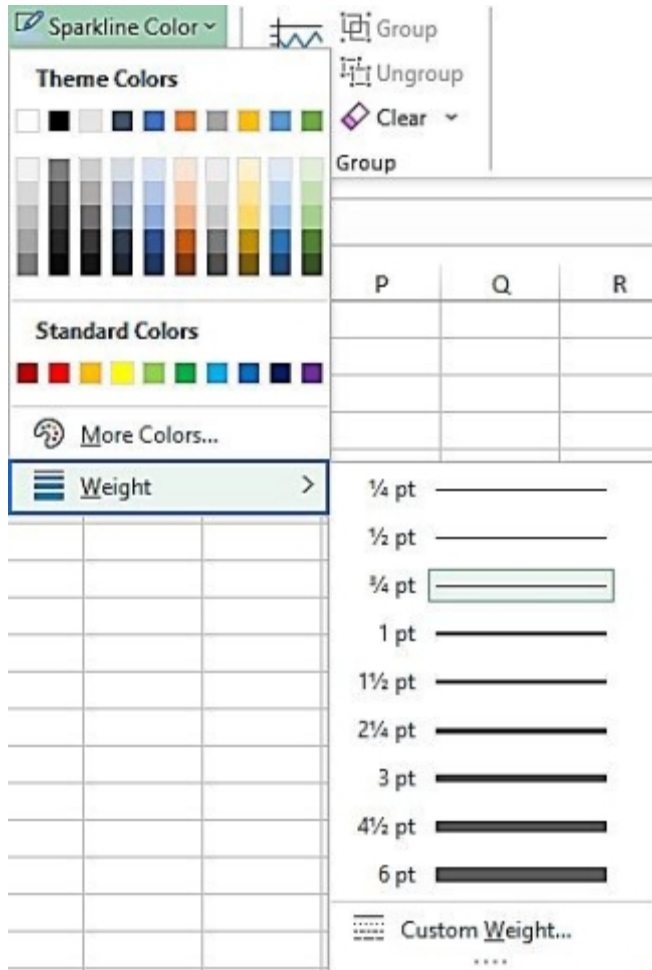 Sparkline Color
Group
Ungroup
Clear
Group
Theme Colors
P Q R
Standard Colors
More Colors...
Weight
¼ pt
½ pt
¾ pt
1 pt
1½ pt
2¼ pt
3 pt
4½ pt
6 pt
Custom Weight...